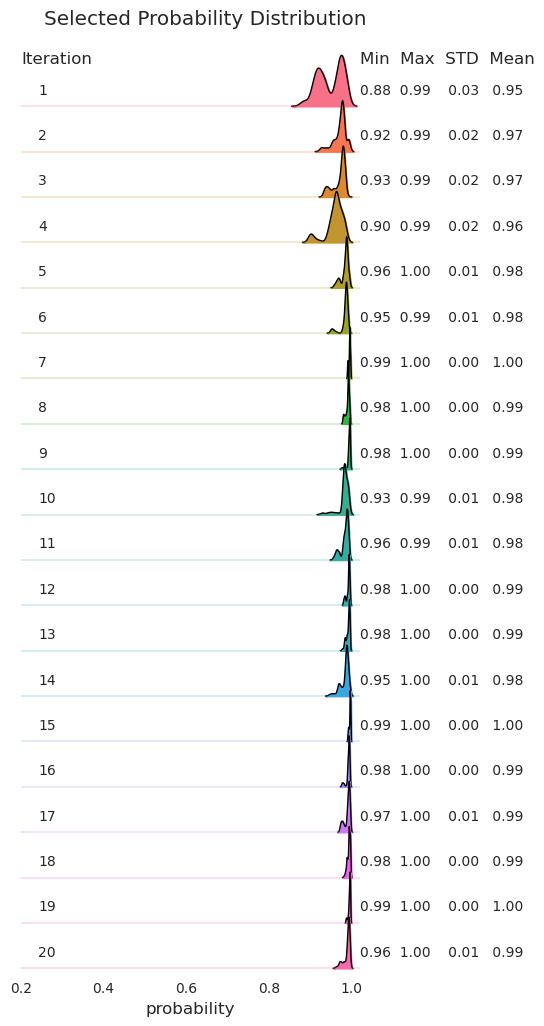 Selected Probability Distribution
Iteration Min Max STD Mean
1 0.88 0.99 0.03 0.95
2 0.92 0.99 0.02 0.97
3 0.93 0.99 0.02 0.97
4 0.90 0.99 0.02 0.96
5 0.96 1.00 0.01 0.98
6 0.95 0.99 0.01 0.98
7 0.99 1.00 0.00 1.00
8 0.98 1.00 0.00 0.99
9 0.98 1.00 0.00 0.99
10 0.93 0.99 0.01 0.98
11 0.96 0.99 0.01 0.98
12 0.98 1.00 0.00 0.99
13 0.98 1.00 0.00 0.99
14 0.95 1.00 0.01 0.98
15 0.99 1.00 0.00 1.00
16 0.98 1.00 0.00 0.99
17 0.97 1.00 0.01 0.99
18 0.98 1.00 0.00 0.99
19 0.99 1.00 0.00 1.00
20 0.96 1.00 0.01 0.99
0.2 0.4 0.6 0.8 1.0
probability